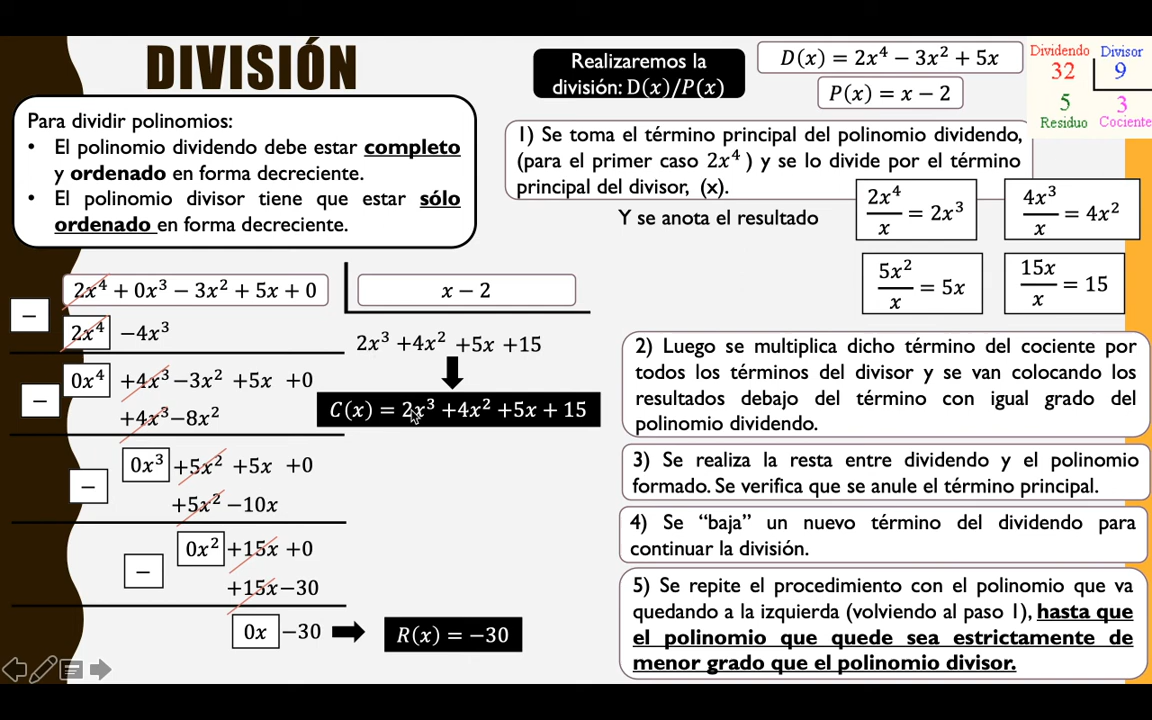 DIVISIÓN
Para dividir polinomios:
• El polinomio dividendo debe estar completo
y ordenado en forma decreciente.
• El polinomio divisor tiene que estar sólo
ordenado en forma decreciente.
Realizaremos la
división: D(x)/P(x)
D(x) = 2x⁴ − 3x² + 5x
P(x) = x − 2
Dividendo Divisor
32 9
5 3
Residuo Cociente
1) Se toma el término principal del polinomio dividendo,
(para el primer caso 2x⁴ ) y se lo divide por el término
principal del divisor, (x).
Y se anota el resultado
2x⁴/x = 2x³
4x³/x = 4x²
5x²/x = 5x
15x/x = 15
2x⁴ + 0x³ − 3x² + 5x + 0
x − 2
−
2x⁴ −4x³
2x³ +4x² +5x +15
0x⁴ +4x³ −3x² +5x +0
−
+4x³ −8x²
C(x) = 2x³ +4x² +5x + 15
0x³ +5x² +5x +0
−
+5x² −10x
0x² +15x +0
−
+15x −30
0x −30
R(x) = −30
2) Luego se multiplica dicho término del cociente por
todos los términos del divisor y se van colocando los
resultados debajo del término con igual grado del
polinomio dividendo.
3) Se realiza la resta entre dividendo y el polinomio
formado. Se verifica que se anule el término principal.
4) Se “baja” un nuevo término del dividendo para
continuar la división.
5) Se repite el procedimiento con el polinomio que va
quedando a la izquierda (volviendo al paso 1), hasta que
el polinomio que quede sea estrictamente de
menor grado que el polinomio divisor.